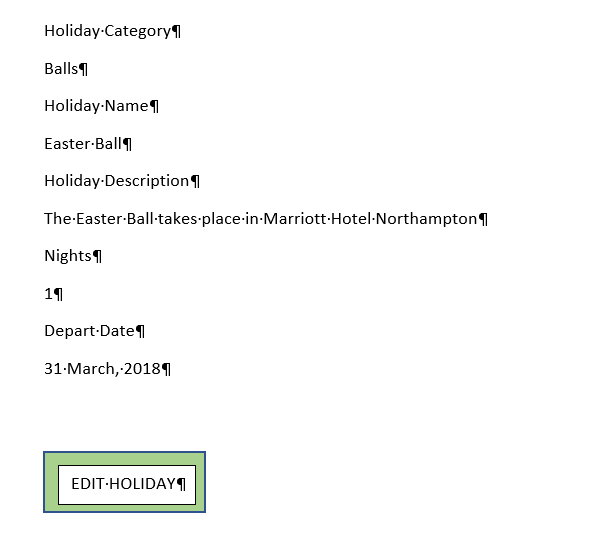 Holiday·Category¶
Balls¶
Holiday·Name¶
Easter·Ball¶
Holiday·Description¶
The·Easter·Ball·takes·place·in·Marriott·Hotel·Northampton¶
Nights¶
1¶
Depart·Date¶
31·March,·2018¶
EDIT·HOLIDAY¶